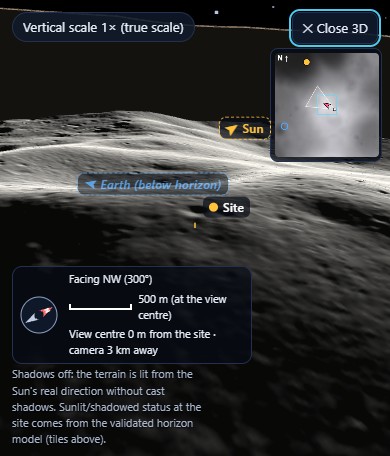 Vertical scale 1× (true scale)
× Close 3D
N ↑
Sun
Earth (below horizon)
Site
Facing NW (300°)
500 m (at the view
centre)
View centre 0 m from the site ·
camera 3 km away
Shadows off: the terrain is lit from the
Sun's real direction without cast
shadows. Sunlit/shadowed status at the
site comes from the validated horizon
model (tiles above).